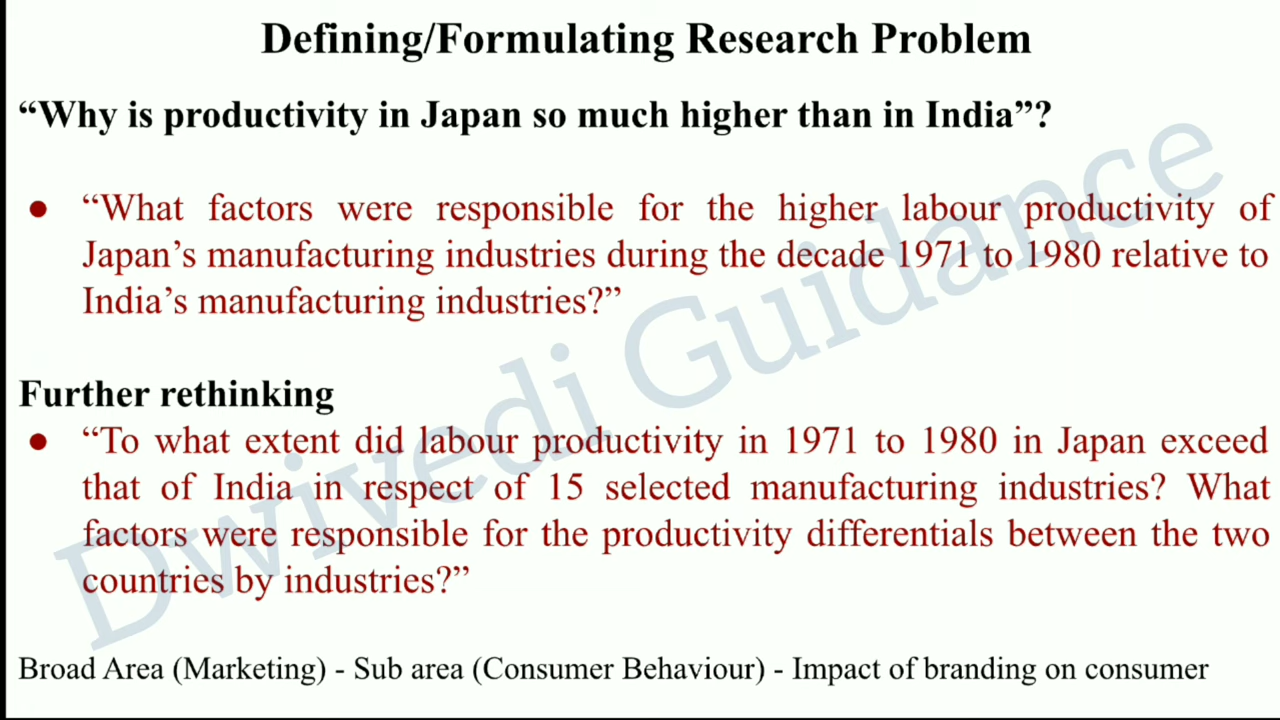 Defining/Formulating Research Problem
“Why is productivity in Japan so much higher than in India”?
● “What factors were responsible for the higher labour productivity of
Japan’s manufacturing industries during the decade 1971 to 1980 relative to
India’s manufacturing industries?”
Further rethinking
● “To what extent did labour productivity in 1971 to 1980 in Japan exceed
that of India in respect of 15 selected manufacturing industries? What
factors were responsible for the productivity differentials between the two
countries by industries?”
Broad Area (Marketing) - Sub area (Consumer Behaviour) - Impact of branding on consumer
Dwivedi Guidance